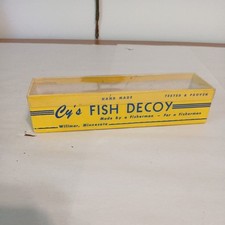 HAND MADE
TESTED & PROVEN
Cy's FISH DECOY
Made by a Fisherman - For a Fisherman
Willmar, Minnesota